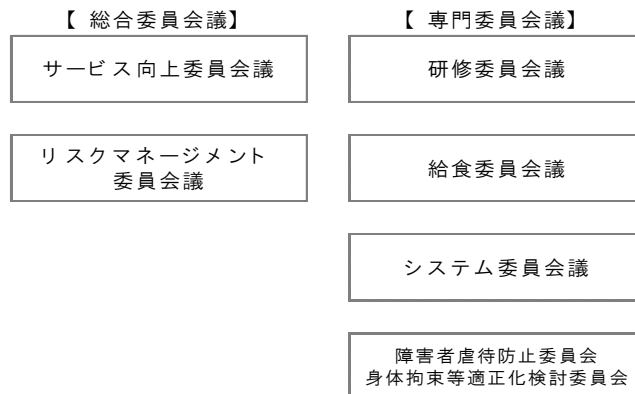 【総合委員会議】
サービス向上委員会議
リスクマネージメント
委員会議
【専門委員会議】
研修委員会議
給食委員会議
システム委員会議
障害者虐待防止委員会
身体拘束等適正化検討委員会